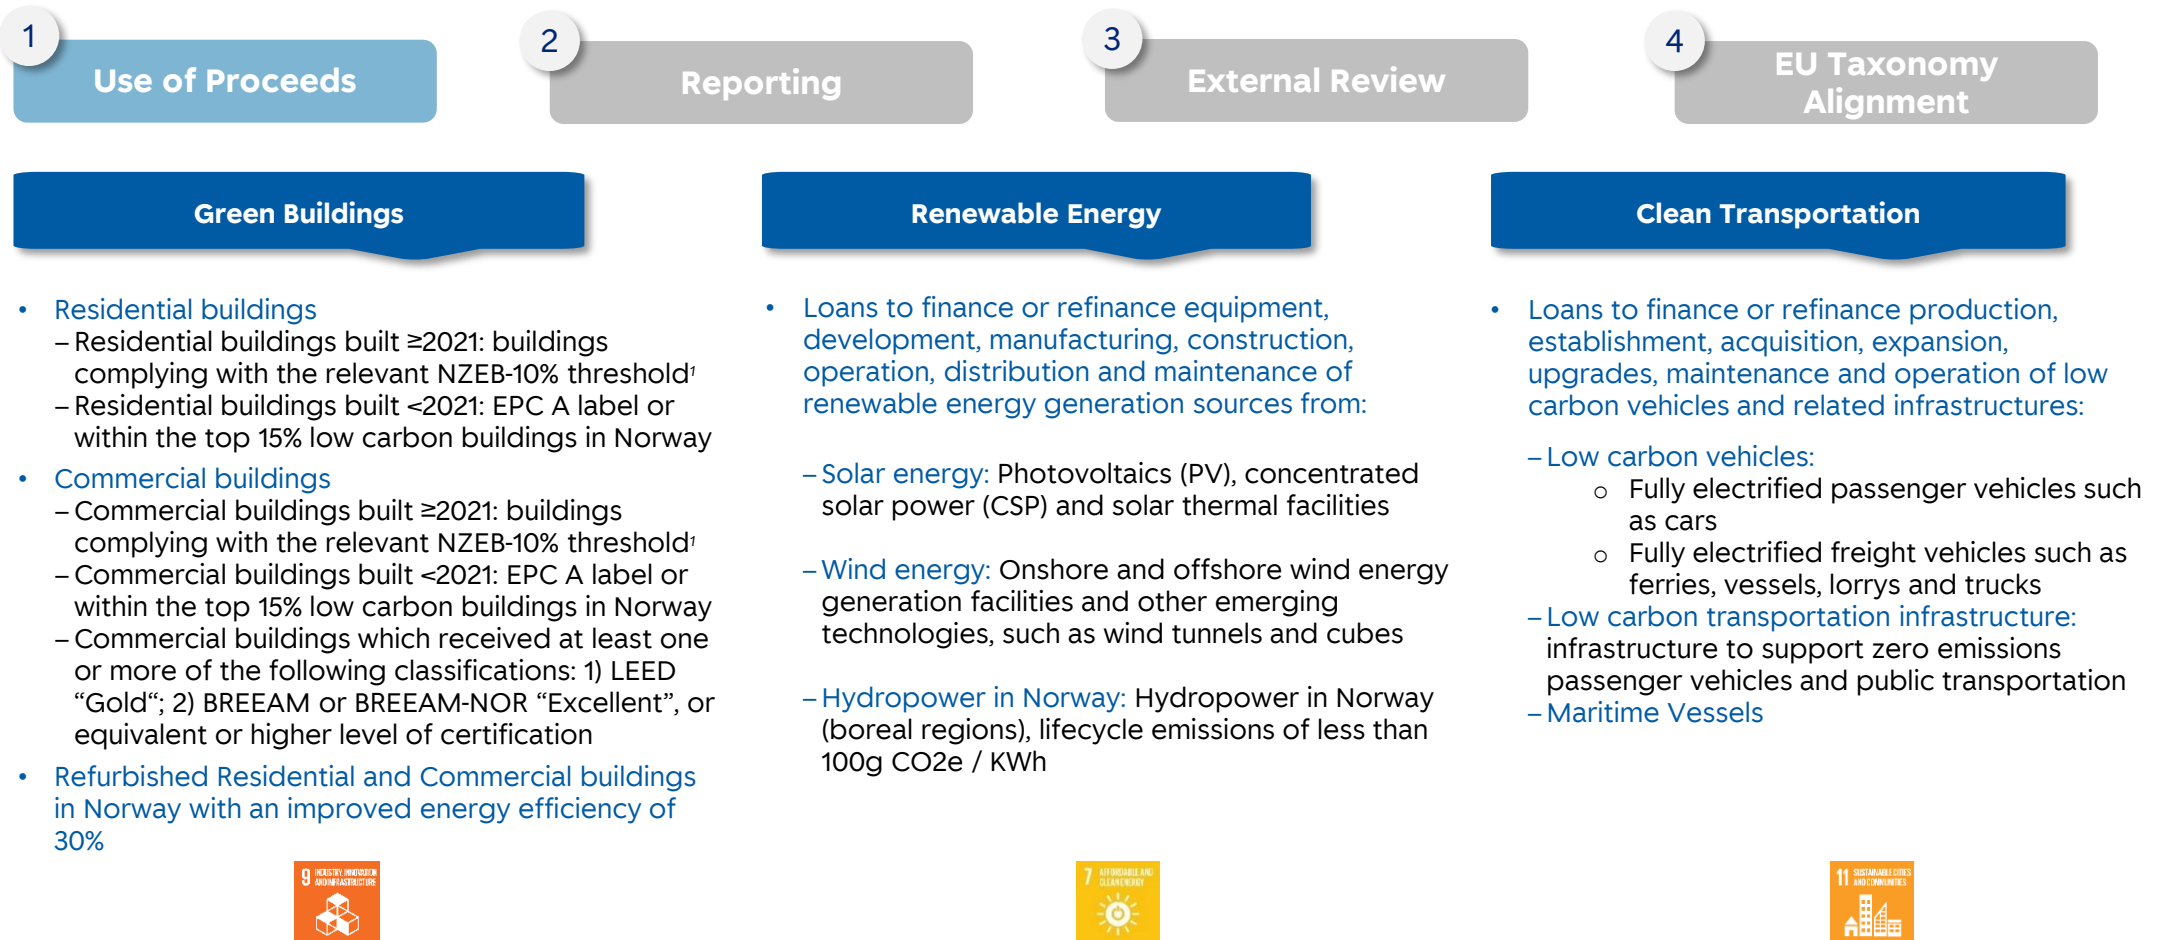 1
Use of Proceeds
2
Reporting
3
External Review
4
EU Taxonomy
Alignment
Green Buildings
• Residential buildings
– Residential buildings built ≥2021: buildings
complying with the relevant NZEB-10% threshold¹
– Residential buildings built <2021: EPC A label or
within the top 15% low carbon buildings in Norway
• Commercial buildings
– Commercial buildings built ≥2021: buildings
complying with the relevant NZEB-10% threshold¹
– Commercial buildings built <2021: EPC A label or
within the top 15% low carbon buildings in Norway
– Commercial buildings which received at least one
or more of the following classifications: 1) LEED
“Gold“; 2) BREEAM or BREEAM-NOR “Excellent”, or
equivalent or higher level of certification
• Refurbished Residential and Commercial buildings
in Norway with an improved energy efficiency of
30%
9 INDUSTRY, INNOVATION
AND INFRASTRUCTURE
Renewable Energy
• Loans to finance or refinance equipment,
development, manufacturing, construction,
operation, distribution and maintenance of
renewable energy generation sources from:
– Solar energy: Photovoltaics (PV), concentrated
solar power (CSP) and solar thermal facilities
– Wind energy: Onshore and offshore wind energy
generation facilities and other emerging
technologies, such as wind tunnels and cubes
– Hydropower in Norway: Hydropower in Norway
(boreal regions), lifecycle emissions of less than
100g CO2e / KWh
7 AFFORDABLE AND
CLEAN ENERGY
Clean Transportation
• Loans to finance or refinance production,
establishment, acquisition, expansion,
upgrades, maintenance and operation of low
carbon vehicles and related infrastructures:
– Low carbon vehicles:
o Fully electrified passenger vehicles such
as cars
o Fully electrified freight vehicles such as
ferries, vessels, lorrys and trucks
– Low carbon transportation infrastructure:
infrastructure to support zero emissions
passenger vehicles and public transportation
– Maritime Vessels
11 SUSTAINABLE CITIES
AND COMMUNITIES